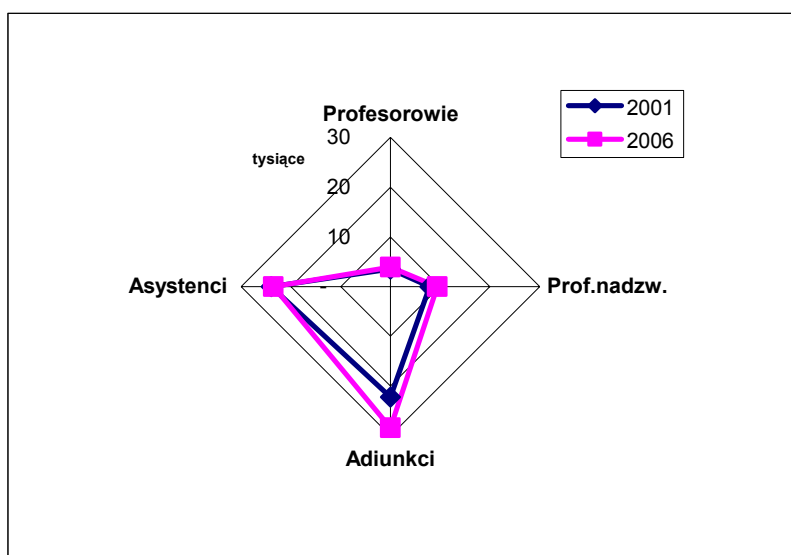 Profesorowie
30
tysiące
20
10
-
Asystenci
Prof.nadzw.
Adiunkci
2001
2006